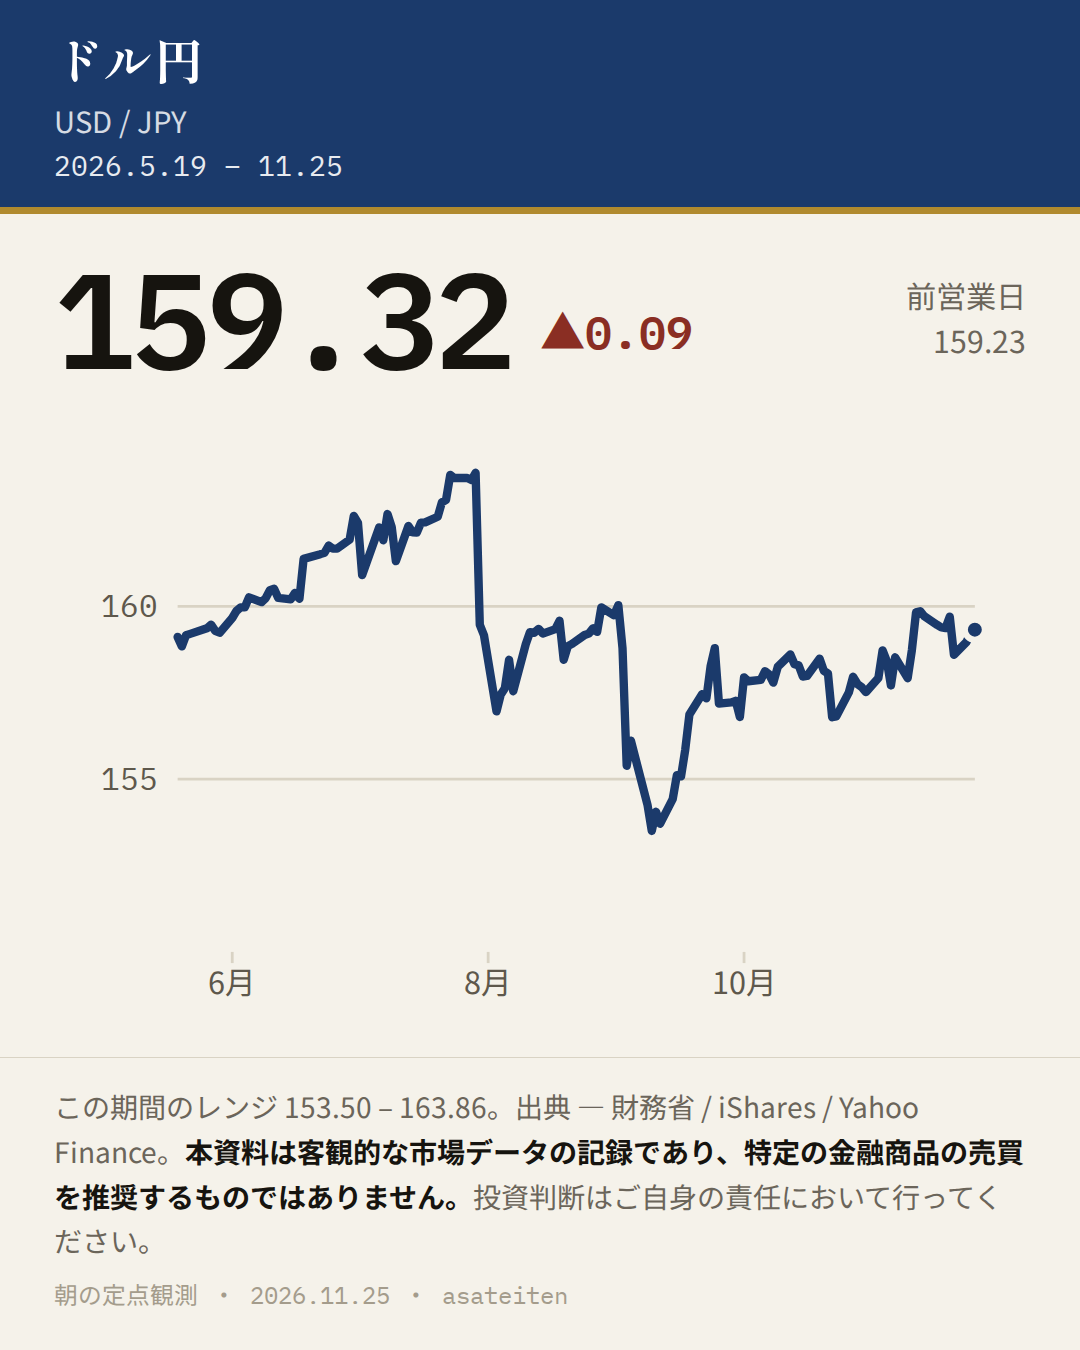 ドル円
USD / JPY
2026.5.19 – 11.25
159.32 ▲0.09
前営業日
159.23
160
155
6月 8月 10月
この期間のレンジ 153.50 – 163.86。出典 — 財務省 / iShares / Yahoo
Finance。本資料は客観的な市場データの記録であり、特定の金融商品の売買
を推奨するものではありません。投資判断はご自身の責任において行ってく
ださい。
朝の定点観測 ・ 2026.11.25 ・ asateiten